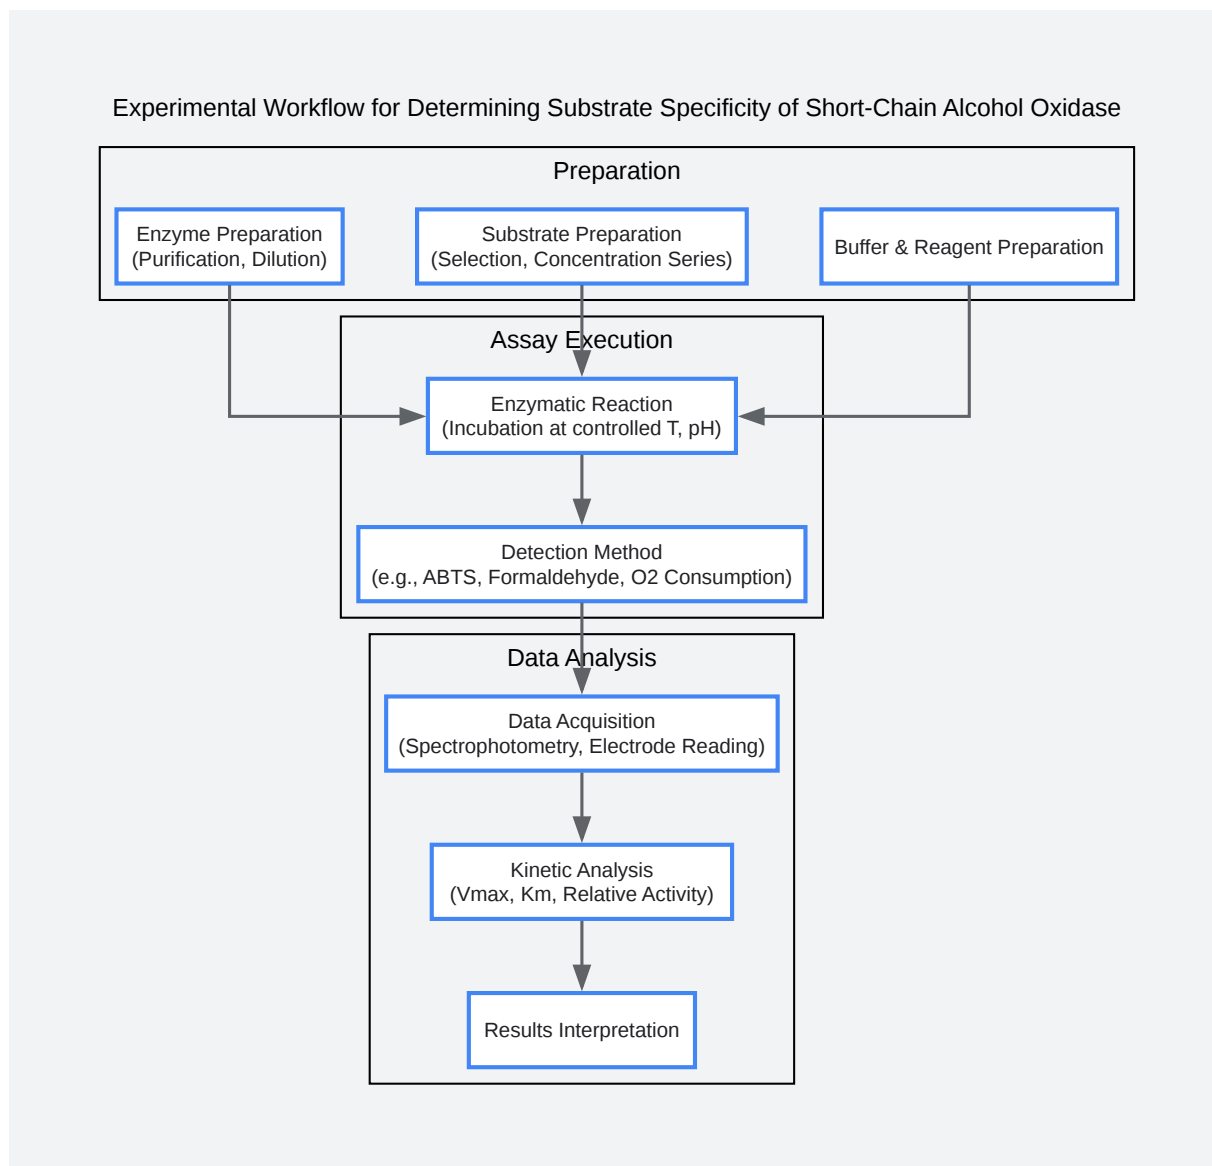 Experimental Workflow for Determining Substrate Specificity of Short-Chain Alcohol Oxidase
Preparation
Enzyme Preparation
(Purification, Dilution)
Substrate Preparation
(Selection, Concentration Series)
Buffer & Reagent Preparation
Assay Execution
Enzymatic Reaction
(Incubation at controlled T, pH)
Detection Method
(e.g., ABTS, Formaldehyde, O2 Consumption)
Data Analysis
Data Acquisition
(Spectrophotometry, Electrode Reading)
Kinetic Analysis
(Vmax, Km, Relative Activity)
Results Interpretation